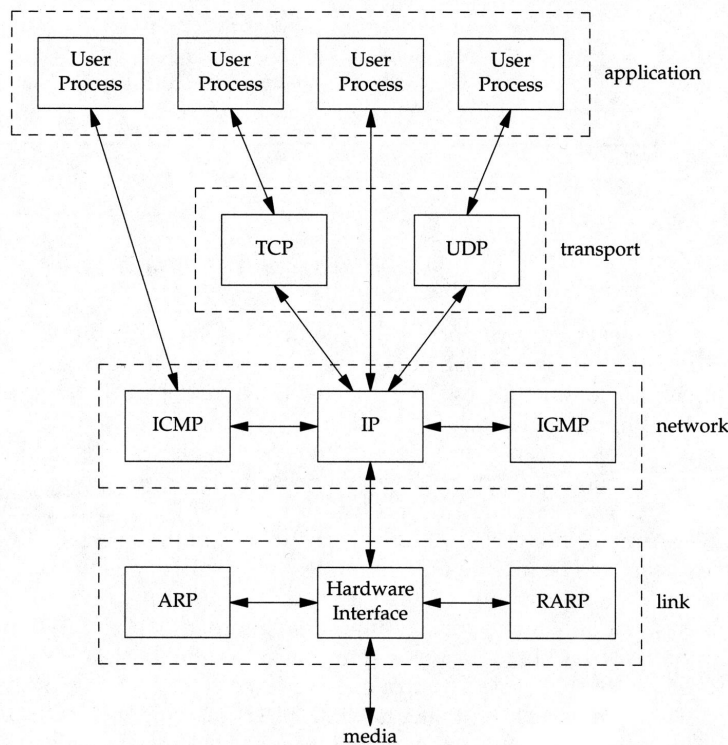 User
Process
User
Process
User
Process
User
Process
application
TCP
UDP
transport
ICMP
IP
IGMP
network
ARP
Hardware
Interface
RARP
link
media